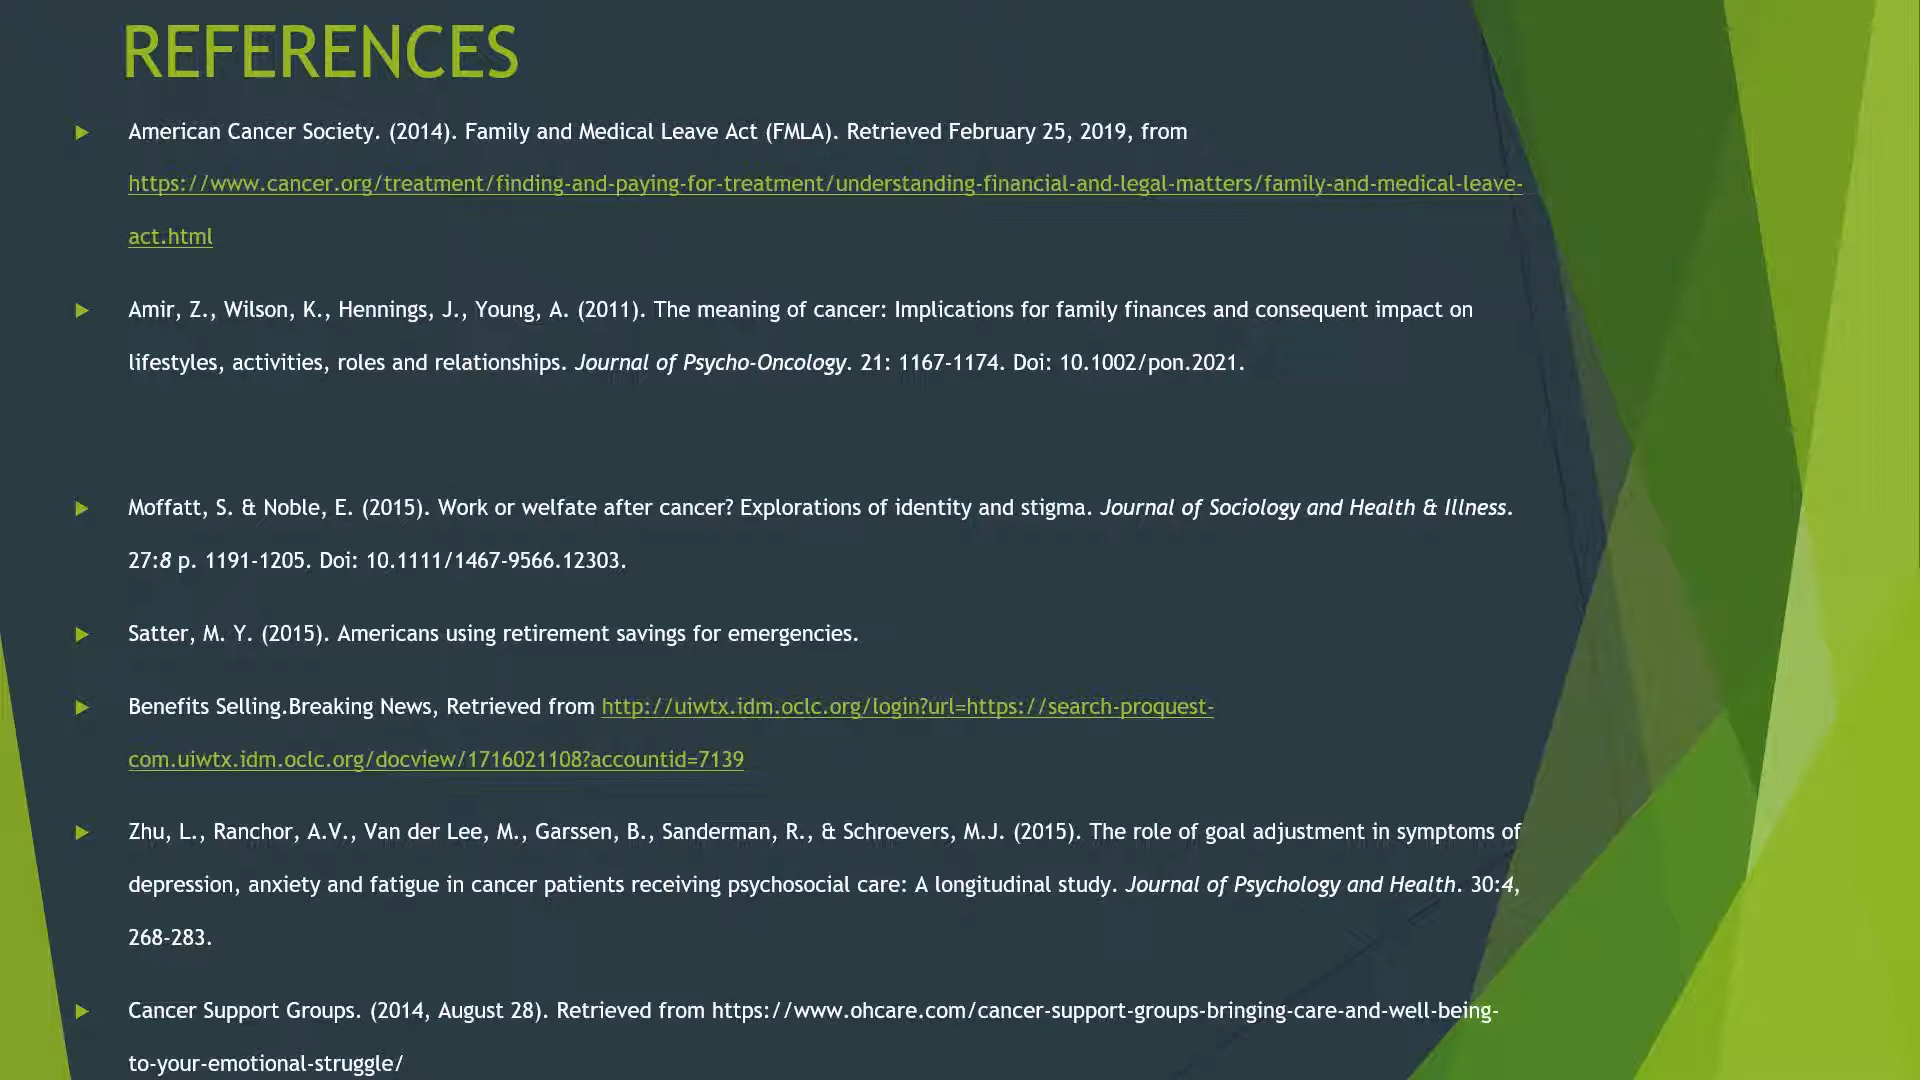 REFERENCES
American Cancer Society. (2014). Family and Medical Leave Act (FMLA). Retrieved February 25, 2019, from
https://www.cancer.org/treatment/finding-and-paying-for-treatment/understanding-financial-and-legal-matters/family-and-medical-leave-
act.html
Amir, Z., Wilson, K., Hennings, J., Young, A. (2011). The meaning of cancer: Implications for family finances and consequent impact on
lifestyles, activities, roles and relationships. Journal of Psycho-Oncology. 21: 1167-1174. Doi: 10.1002/pon.2021.
Moffatt, S. & Noble, E. (2015). Work or welfate after cancer? Explorations of identity and stigma. Journal of Sociology and Health & Illness.
27:8 p. 1191-1205. Doi: 10.1111/1467-9566.12303.
Satter, M. Y. (2015). Americans using retirement savings for emergencies.
Benefits Selling.Breaking News, Retrieved from http://uiwtx.idm.oclc.org/login?url=https://search-proquest-
com.uiwtx.idm.oclc.org/docview/1716021108?accountid=7139
Zhu, L., Ranchor, A.V., Van der Lee, M., Garssen, B., Sanderman, R., & Schroevers, M.J. (2015). The role of goal adjustment in symptoms of
depression, anxiety and fatigue in cancer patients receiving psychosocial care: A longitudinal study. Journal of Psychology and Health. 30:4,
268-283.
Cancer Support Groups. (2014, August 28). Retrieved from https://www.ohcare.com/cancer-support-groups-bringing-care-and-well-being-
to-your-emotional-struggle/